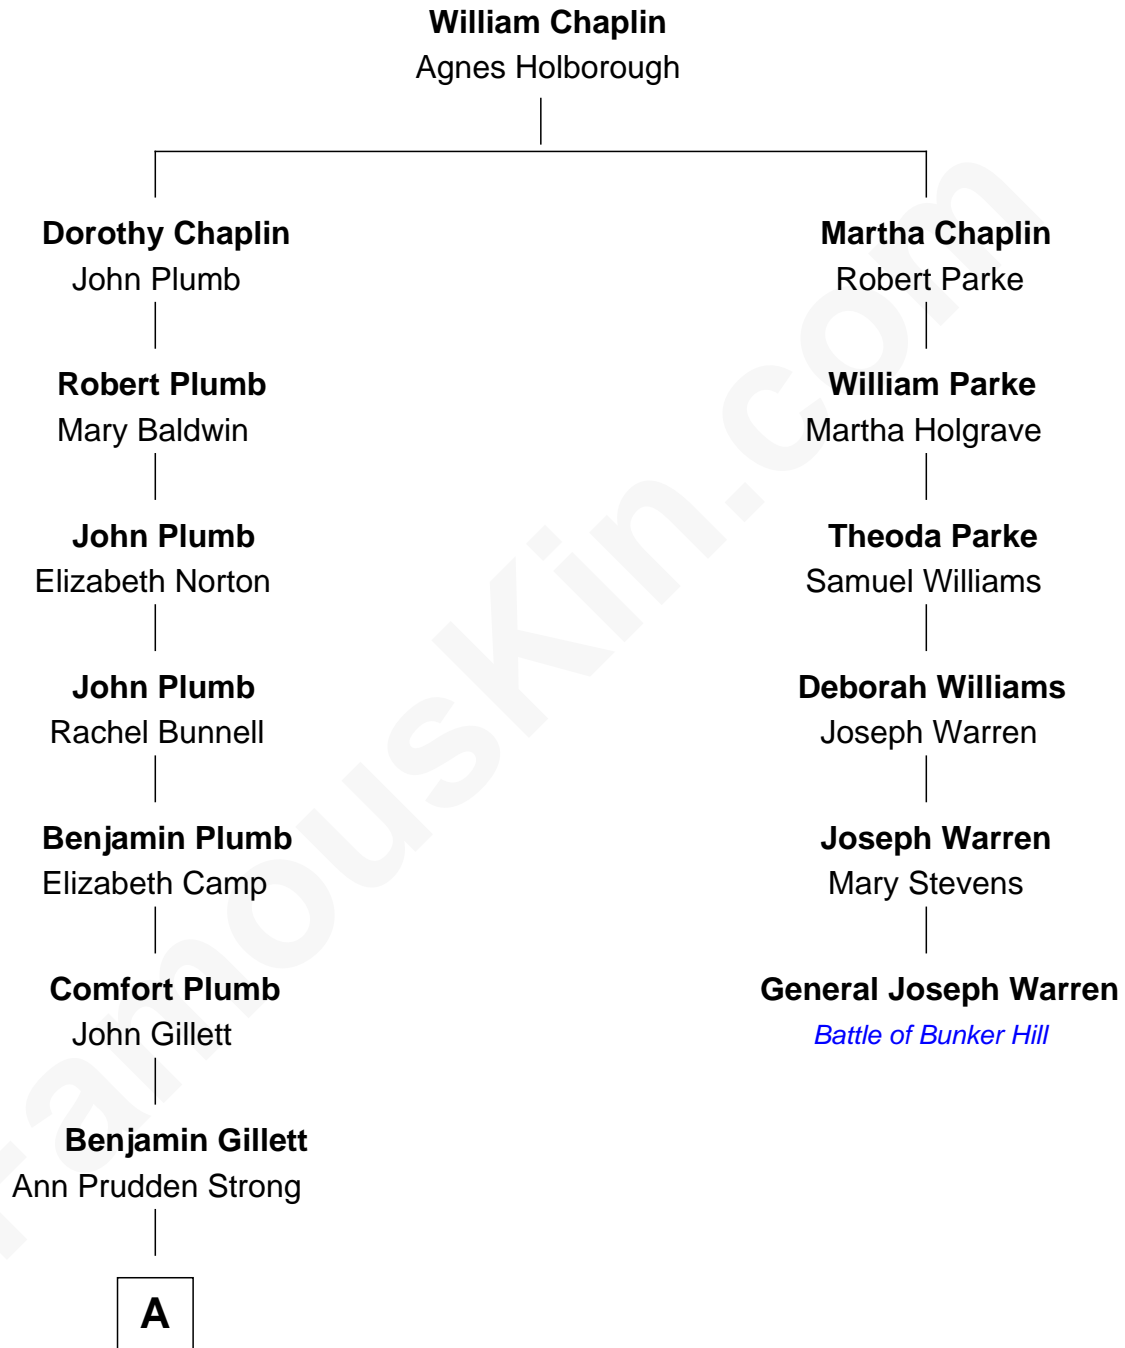 William Chaplin
Agnes Holborough
Dorothy Chaplin
John Plumb
Martha Chaplin
Robert Parke
Robert Plumb
Mary Baldwin
William Parke
Martha Holgrave
John Plumb
Elizabeth Norton
Theoda Parke
Samuel Williams
John Plumb
Rachel Bunnell
Deborah Williams
Joseph Warren
Benjamin Plumb
Elizabeth Camp
Joseph Warren
Mary Stevens
Comfort Plumb
John Gillett
General Joseph Warren
Battle of Bunker Hill
Benjamin Gillett
Ann Prudden Strong
A
FamousKin.com